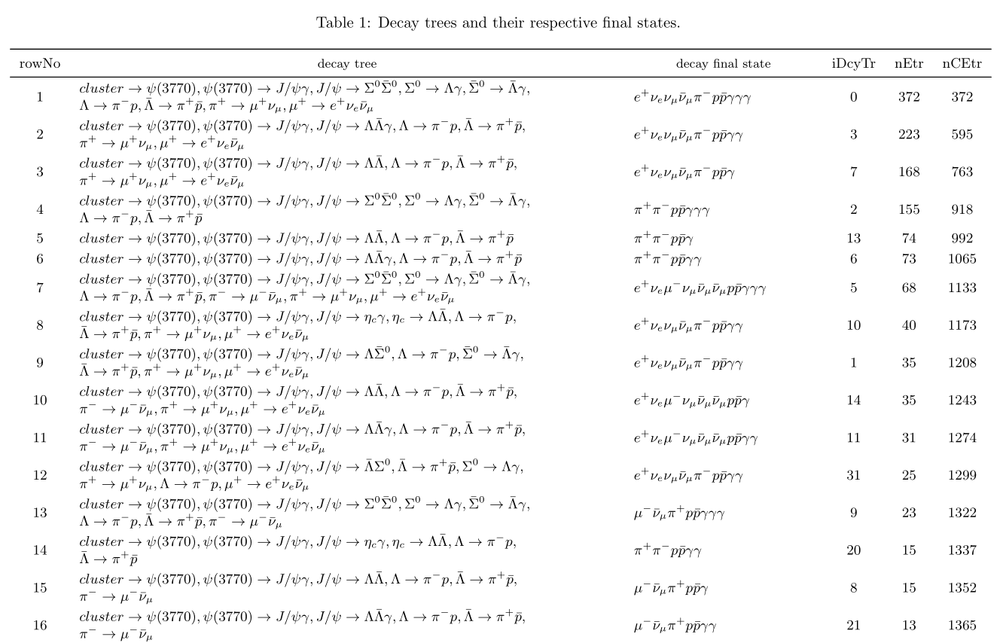 Table 1: Decay trees and their respective final states.
rowNo decay tree decay final state iDcyTr nEtr nCEtr
cluster → ψ(3770), ψ(3770) → J/ψγ, J/ψ → Σ⁰Σ̄⁰, Σ⁰ → Λγ, Σ̄⁰ → Λ̄γ,
1 Λ → π⁻p, Λ̄ → π⁺p̄, π⁺ → μ⁺ν_μ, μ⁺ → e⁺ν_eν̄_μ e⁺ν_eν_μν̄_μπ⁻pp̄γγγ 0 372 372
cluster → ψ(3770), ψ(3770) → J/ψγ, J/ψ → ΛΛ̄γ, Λ → π⁻p, Λ̄ → π⁺p̄,
2 π⁺ → μ⁺ν_μ, μ⁺ → e⁺ν_eν̄_μ e⁺ν_eν_μν̄_μπ⁻pp̄γγ 3 223 595
cluster → ψ(3770), ψ(3770) → J/ψγ, J/ψ → ΛΛ̄, Λ → π⁻p, Λ̄ → π⁺p̄,
3 π⁺ → μ⁺ν_μ, μ⁺ → e⁺ν_eν̄_μ e⁺ν_eν_μν̄_μπ⁻pp̄γ 7 168 763
cluster → ψ(3770), ψ(3770) → J/ψγ, J/ψ → Σ⁰Σ̄⁰, Σ⁰ → Λγ, Σ̄⁰ → Λ̄γ,
4 Λ → π⁻p, Λ̄ → π⁺p̄ π⁺π⁻pp̄γγγ 2 155 918
5 cluster → ψ(3770), ψ(3770) → J/ψγ, J/ψ → ΛΛ̄, Λ → π⁻p, Λ̄ → π⁺p̄ π⁺π⁻pp̄γ 13 74 992
6 cluster → ψ(3770), ψ(3770) → J/ψγ, J/ψ → ΛΛ̄γ, Λ → π⁻p, Λ̄ → π⁺p̄ π⁺π⁻pp̄γγ 6 73 1065
cluster → ψ(3770), ψ(3770) → J/ψγ, J/ψ → Σ⁰Σ̄⁰, Σ⁰ → Λγ, Σ̄⁰ → Λ̄γ,
7 Λ → π⁻p, Λ̄ → π⁺p̄, π⁻ → μ⁻ν̄_μ, π⁺ → μ⁺ν_μ, μ⁺ → e⁺ν_eν̄_μ e⁺ν_eμ⁻ν_μν̄_μν̄_μpp̄γγγ 5 68 1133
cluster → ψ(3770), ψ(3770) → J/ψγ, J/ψ → η_cγ, η_c → ΛΛ̄, Λ → π⁻p,
8 Λ̄ → π⁺p̄, π⁺ → μ⁺ν_μ, μ⁺ → e⁺ν_eν̄_μ e⁺ν_eν_μν̄_μπ⁻pp̄γγ 10 40 1173
cluster → ψ(3770), ψ(3770) → J/ψγ, J/ψ → ΛΣ̄⁰, Λ → π⁻p, Σ̄⁰ → Λ̄γ,
9 Λ̄ → π⁺p̄, π⁺ → μ⁺ν_μ, μ⁺ → e⁺ν_eν̄_μ e⁺ν_eν_μν̄_μπ⁻pp̄γγ 1 35 1208
cluster → ψ(3770), ψ(3770) → J/ψγ, J/ψ → ΛΛ̄, Λ → π⁻p, Λ̄ → π⁺p̄,
10 π⁻ → μ⁻ν̄_μ, π⁺ → μ⁺ν_μ, μ⁺ → e⁺ν_eν̄_μ e⁺ν_eμ⁻ν_μν̄_μν̄_μpp̄γ 14 35 1243
cluster → ψ(3770), ψ(3770) → J/ψγ, J/ψ → ΛΛ̄γ, Λ → π⁻p, Λ̄ → π⁺p̄,
11 π⁻ → μ⁻ν̄_μ, π⁺ → μ⁺ν_μ, μ⁺ → e⁺ν_eν̄_μ e⁺ν_eμ⁻ν_μν̄_μν̄_μpp̄γγ 11 31 1274
cluster → ψ(3770), ψ(3770) → J/ψγ, J/ψ → Λ̄Σ⁰, Λ̄ → π⁺p̄, Σ⁰ → Λγ,
12 π⁺ → μ⁺ν_μ, Λ → π⁻p, μ⁺ → e⁺ν_eν̄_μ e⁺ν_eν_μν̄_μπ⁻pp̄γγ 31 25 1299
cluster → ψ(3770), ψ(3770) → J/ψγ, J/ψ → Σ⁰Σ̄⁰, Σ⁰ → Λγ, Σ̄⁰ → Λ̄γ,
13 Λ → π⁻p, Λ̄ → π⁺p̄, π⁻ → μ⁻ν̄_μ μ⁻ν̄_μπ⁺pp̄γγγ 9 23 1322
cluster → ψ(3770), ψ(3770) → J/ψγ, J/ψ → η_cγ, η_c → ΛΛ̄, Λ → π⁻p,
14 Λ̄ → π⁺p̄ π⁺π⁻pp̄γγ 20 15 1337
cluster → ψ(3770), ψ(3770) → J/ψγ, J/ψ → ΛΛ̄, Λ → π⁻p, Λ̄ → π⁺p̄,
15 π⁻ → μ⁻ν̄_μ μ⁻ν̄_μπ⁺pp̄γ 8 15 1352
cluster → ψ(3770), ψ(3770) → J/ψγ, J/ψ → ΛΛ̄γ, Λ → π⁻p, Λ̄ → π⁺p̄,
16 π⁻ → μ⁻ν̄_μ μ⁻ν̄_μπ⁺pp̄γγ 21 13 1365